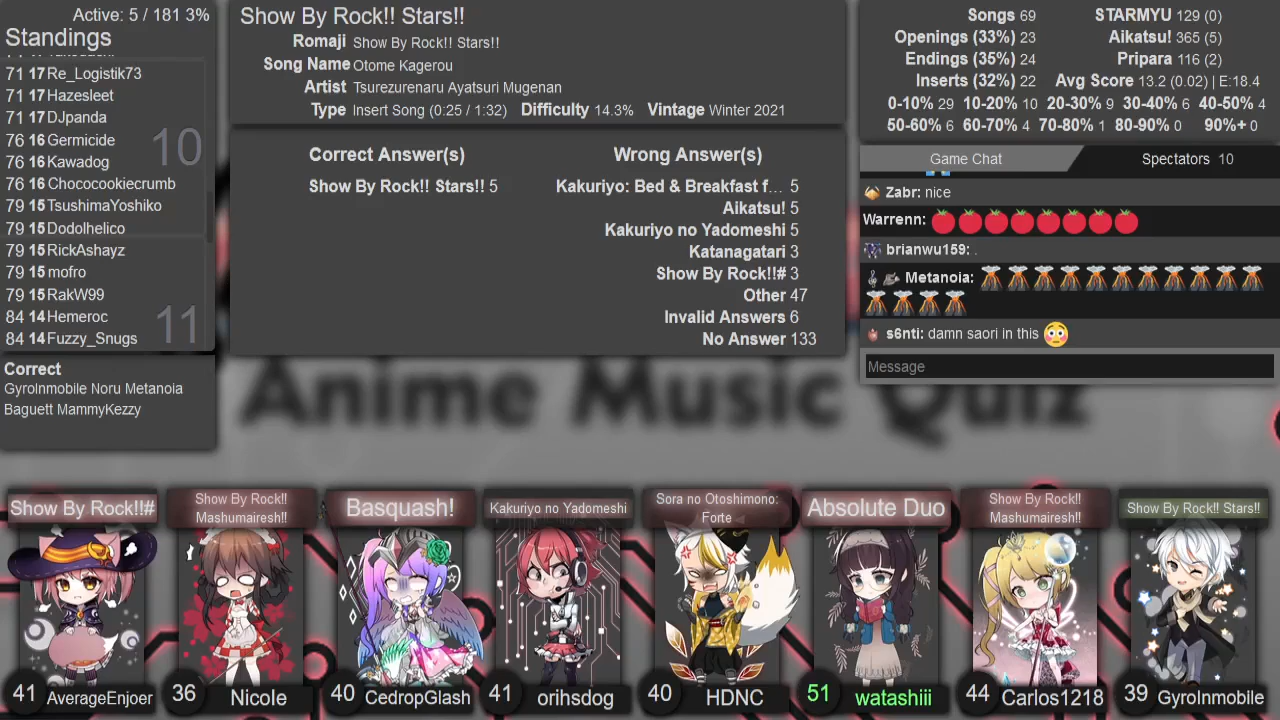 Active: 5 / 181 3%
Standings
71 17 Re_Logistik73
71 17 Hazesleet
71 17 DJpanda
76 16 Germicide
76 16 Kawadog
76 16 Chococookiecrumb
10
79 15 TsushimaYoshiko
79 15 Dodolhelico
79 15 RickAshayz
79 15 mofro
79 15 RakW99
84 14 Hemeroc
84 14 Fuzzy_Snugs
11
Correct
GyroInmobile Noru Metanoia
Baguett MammyKezzy
Show By Rock!! Stars!!
Romaji Show By Rock!! Stars!!
Song Name Otome Kagerou
Artist Tsurezurenaru Ayatsuri Mugenan
Type Insert Song (0:25 / 1:32) Difficulty 14.3% Vintage Winter 2021
Correct Answer(s)
Show By Rock!! Stars!! 5
Wrong Answer(s)
Kakuriyo: Bed & Breakfast f... 5
Aikatsu! 5
Kakuriyo no Yadomeshi 5
Katanagatari 3
Show By Rock!!# 3
Other 47
Invalid Answers 6
No Answer 133
Songs 69 STARMYU 129 (0)
Openings (33%) 23 Aikatsu! 365 (5)
Endings (35%) 24 Pripara 116 (2)
Inserts (32%) 22 Avg Score 13.2 (0.02) | E:18.4
0-10% 29 10-20% 10 20-30% 9 30-40% 6 40-50% 4
50-60% 6 60-70% 4 70-80% 1 80-90% 0 90%+ 0
Game Chat Spectators 10
Zabr: nice
Warrenn:
brianwu159: .
Metanoia:
s6nti: damn saori in this
Message
Anime Music Quiz
Show By Rock!!#
Show By Rock!!
Mashumairesh!!
Basquash!
Kakuriyo no Yadomeshi
Sora no Otoshimono:
Forte
Absolute Duo
Show By Rock!!
Mashumairesh!!
Show By Rock!! Stars!!
41 AverageEnjoer
36 Nicole
40 CedropGlash
41 orihsdog
40 HDNC
51 watashiii
44 Carlos1218
39 GyroInmobile